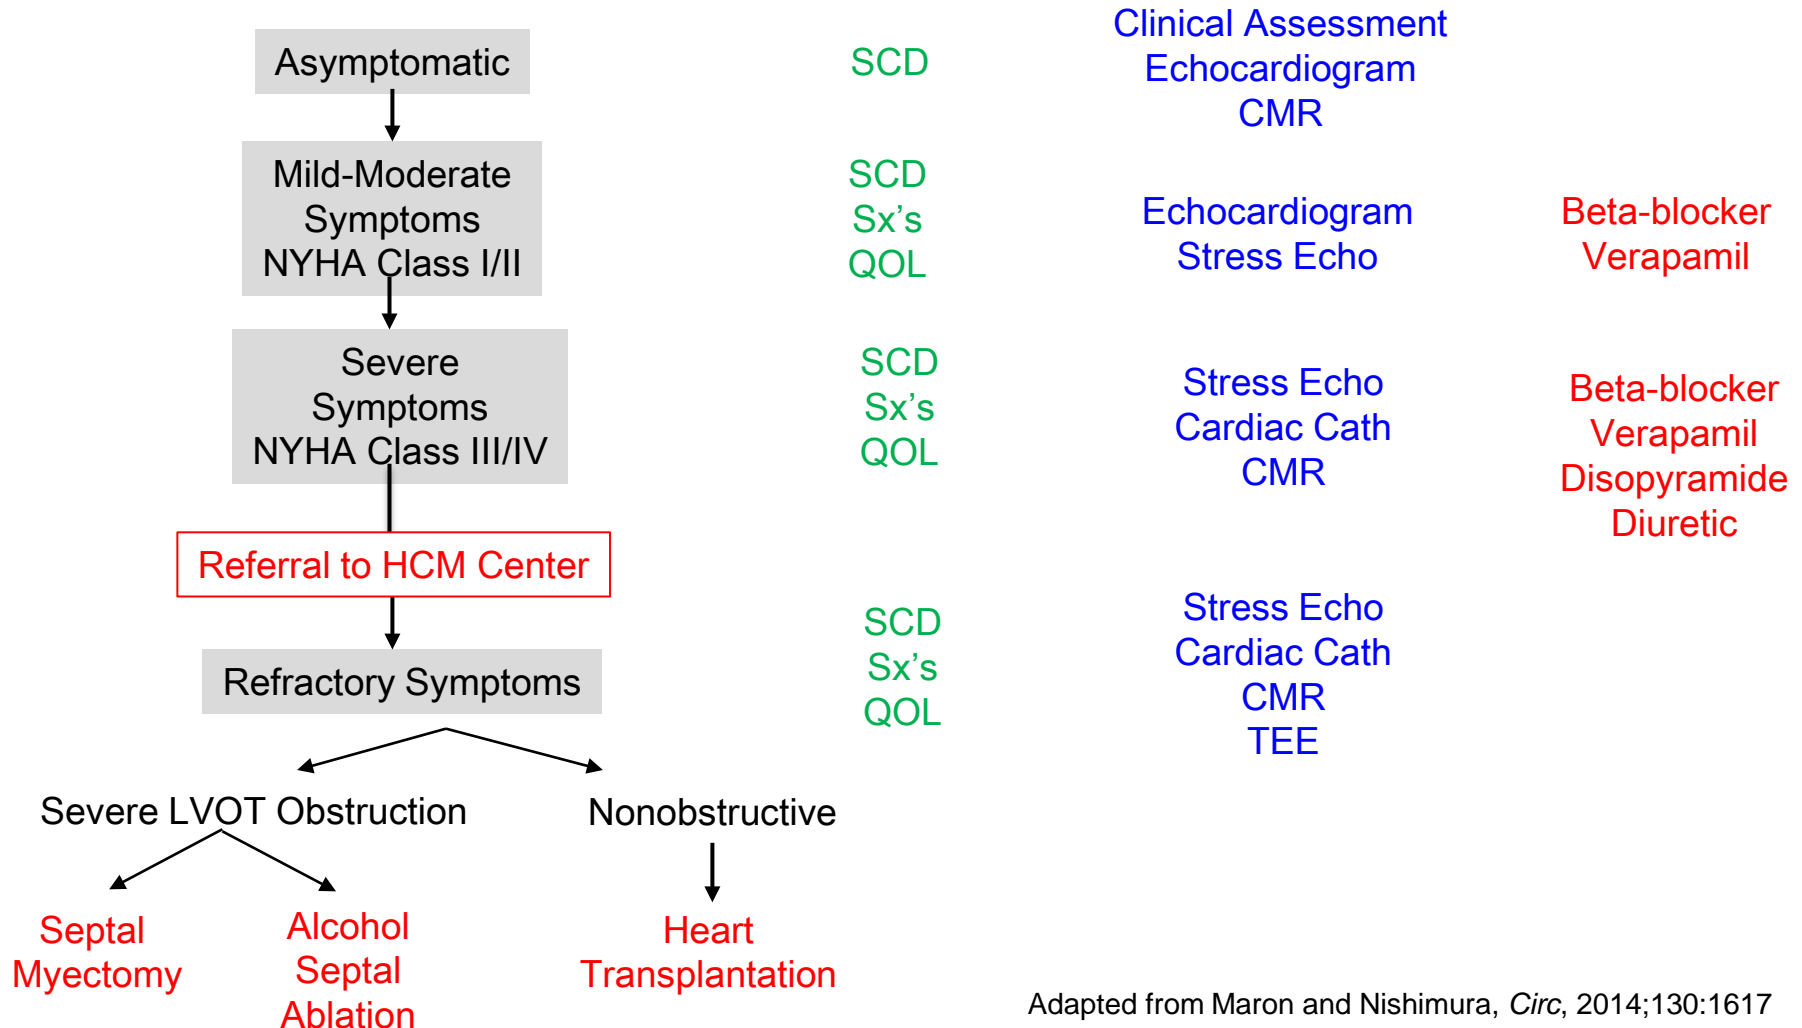 Asymptomatic
SCD
Clinical Assessment
Echocardiogram
CMR
Mild-Moderate
Symptoms
NYHA Class I/II
SCD
Sx's
QOL
Echocardiogram
Stress Echo
Beta-blocker
Verapamil
Severe
Symptoms
NYHA Class III/IV
SCD
Sx's
QOL
Stress Echo
Cardiac Cath
CMR
Beta-blocker
Verapamil
Disopyramide
Diuretic
Referral to HCM Center
Refractory Symptoms
SCD
Sx's
QOL
Stress Echo
Cardiac Cath
CMR
TEE
Severe LVOT Obstruction
Nonobstructive
Septal
Myectomy
Alcohol
Septal
Ablation
Heart
Transplantation
Adapted from Maron and Nishimura, Circ, 2014;130:1617